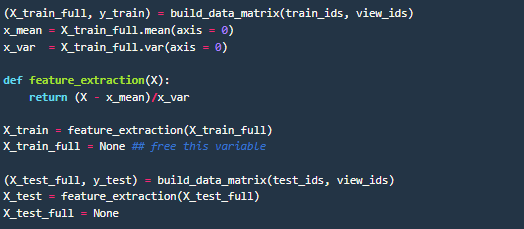 (X_train_full, y_train) = build_data_matrix(train_ids, view_ids)
x_mean = X_train_full.mean(axis = 0)
x_var  = X_train_full.var(axis = 0)
def feature_extraction(X):
    return (X - x_mean)/x_var
X_train = feature_extraction(X_train_full)
X_train_full = None ## free this variable
(X_test_full, y_test) = build_data_matrix(test_ids, view_ids)
X_test = feature_extraction(X_test_full)
X_test_full = None